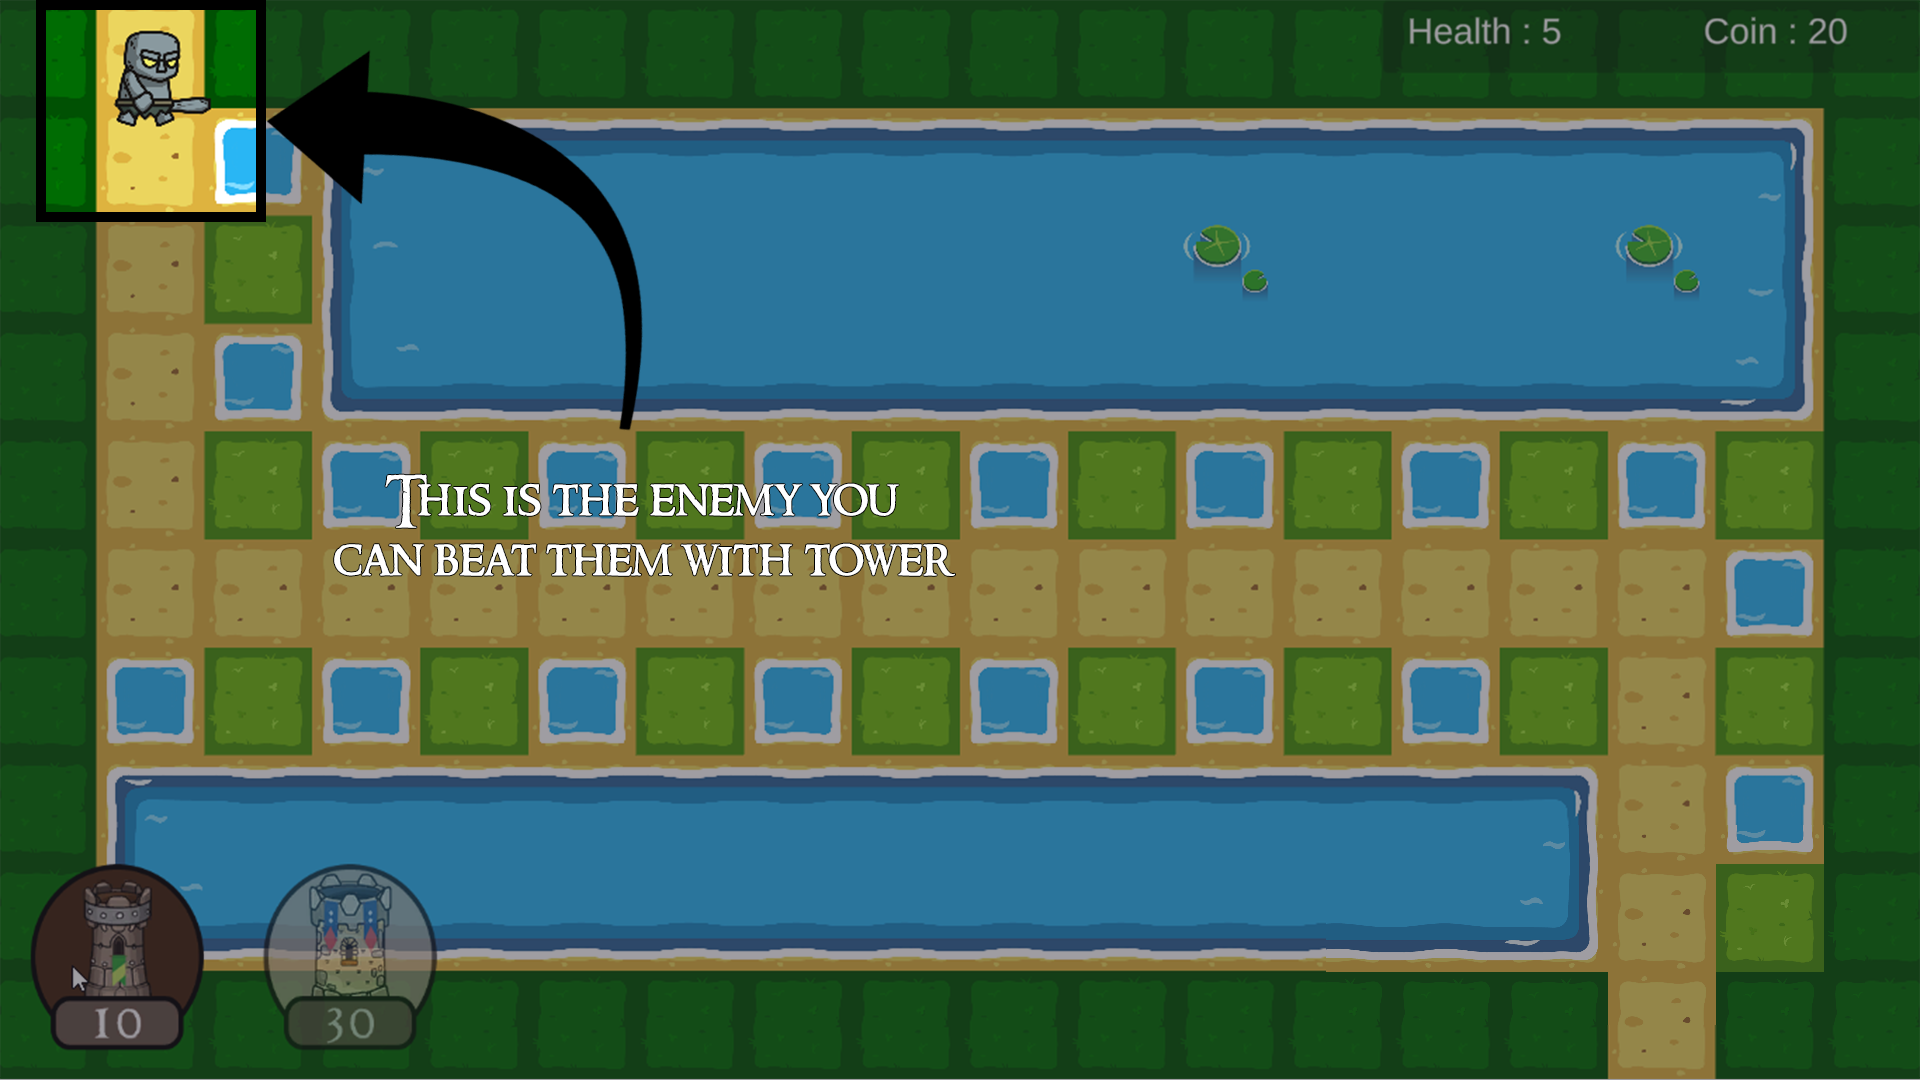 Health : 5 Coin : 20
THIS IS THE ENEMY YOU
CAN BEAT THEM WITH TOWER
10 30